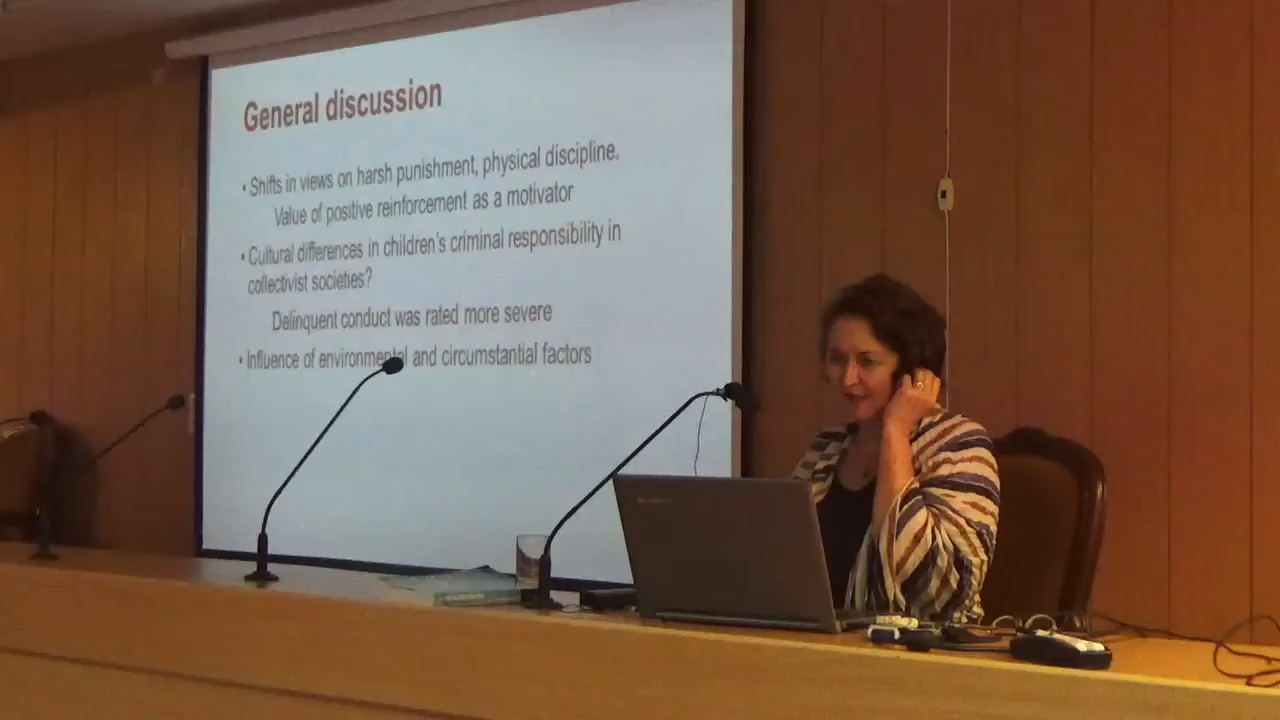 General discussion
• Shifts in views on harsh punishment, physical discipline.
Value of positive reinforcement as a motivator
• Cultural differences in children's criminal responsibility in
collectivist societies?
Delinquent conduct was rated more severe
• Influence of environmental and circumstantial factors